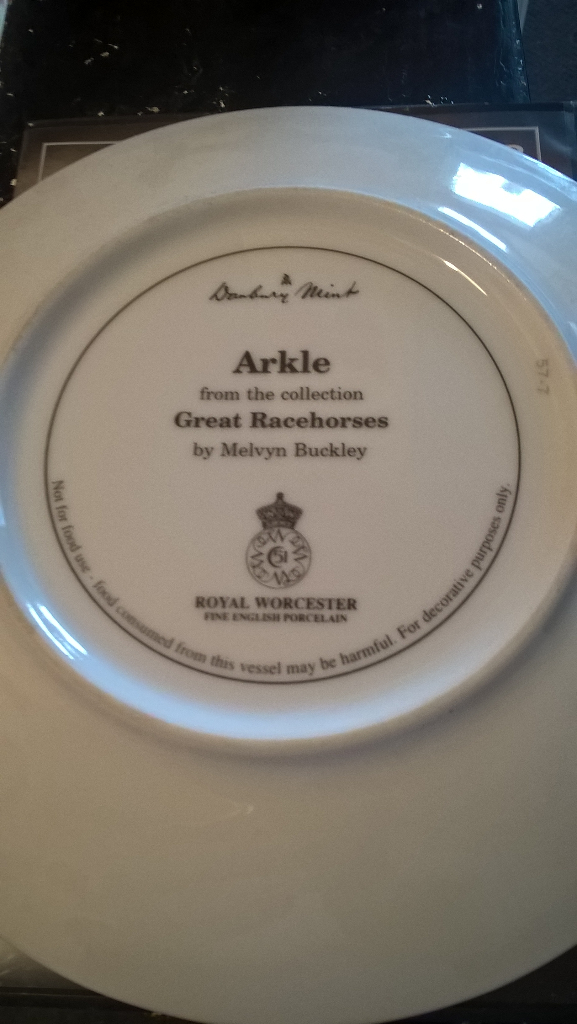 Danbury Mint
Arkle
from the collection
Great Racehorses
by Melvyn Buckley
51
ROYAL WORCESTER
FINE ENGLISH PORCELAIN
Not for food use - food consumed from this vessel may be harmful. For decorative purposes only.
57-7